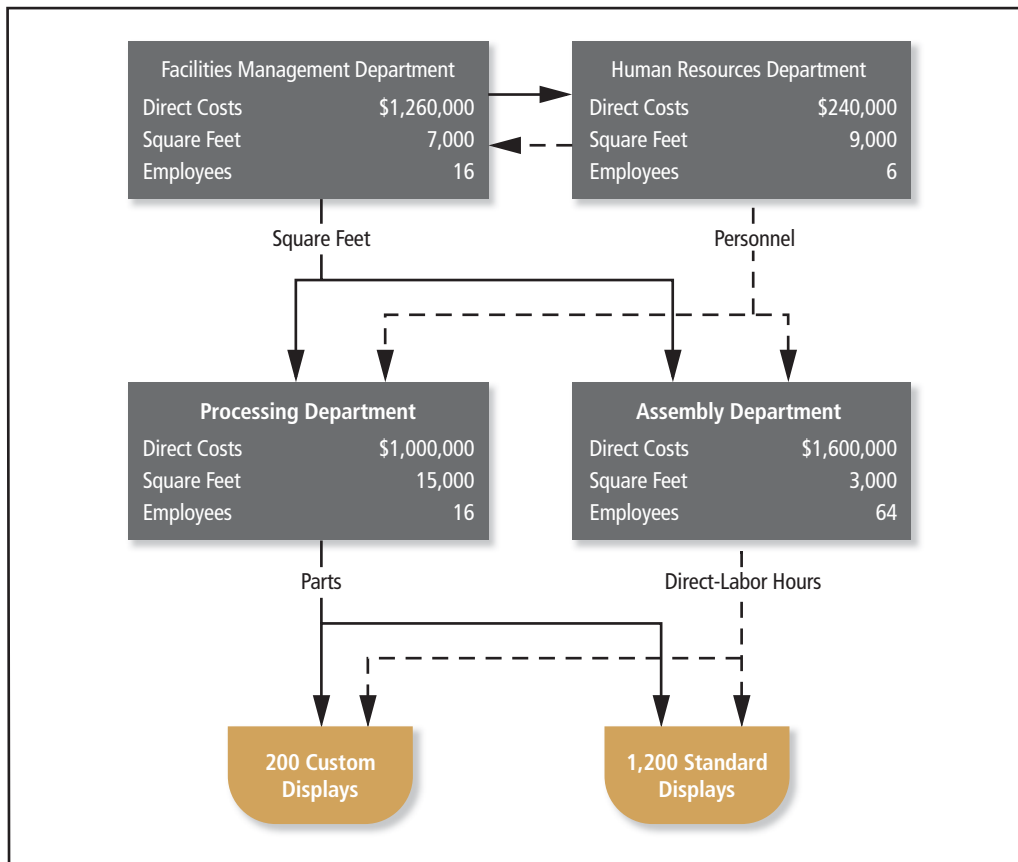 Facilities Management Department
Direct Costs $1,260,000
Square Feet 7,000
Employees 16
Human Resources Department
Direct Costs $240,000
Square Feet 9,000
Employees 6
Square Feet
Personnel
Processing Department
Direct Costs $1,000,000
Square Feet 15,000
Employees 16
Assembly Department
Direct Costs $1,600,000
Square Feet 3,000
Employees 64
Parts
Direct-Labor Hours
200 Custom
Displays
1,200 Standard
Displays